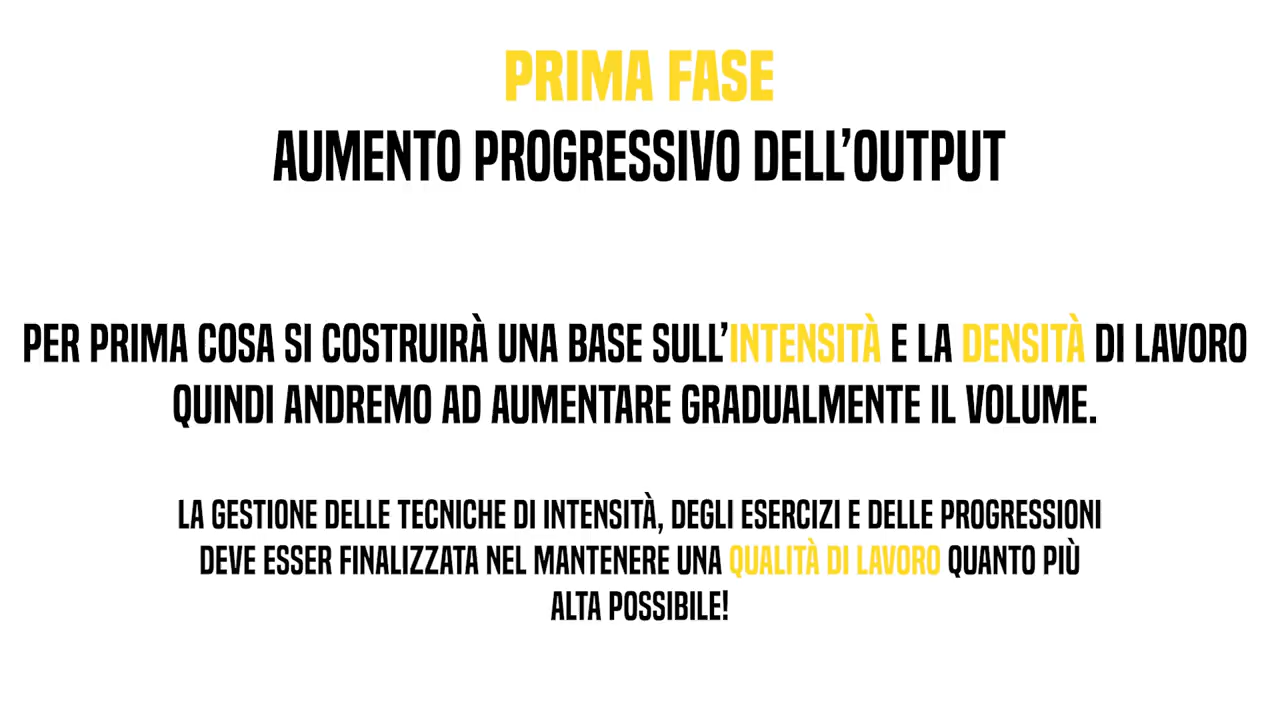 PRIMA FASE
AUMENTO PROGRESSIVO DELL'OUTPUT
PER PRIMA COSA SI COSTRUIRÀ UNA BASE SULL'INTENSITÀ E LA DENSITÀ DI LAVORO
QUINDI ANDREMO AD AUMENTARE GRADUALMENTE IL VOLUME.
LA GESTIONE DELLE TECNICHE DI INTENSITÀ, DEGLI ESERCIZI E DELLE PROGRESSIONI
DEVE ESSER FINALIZZATA NEL MANTENERE UNA QUALITÀ DI LAVORO QUANTO PIÙ
ALTA POSSIBILE!